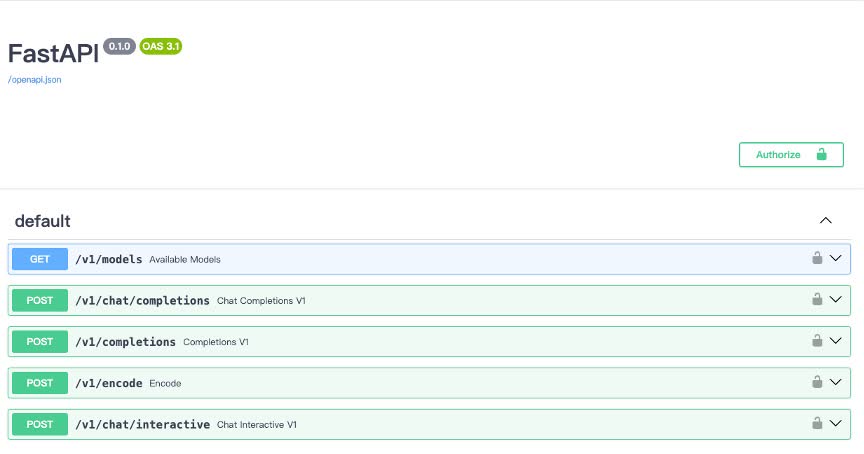 FastAPI 0.1.0 OAS 3.1
/openapi.json
Authorize
default
GET /v1/models Available Models
POST /v1/chat/completions Chat Completions V1
POST /v1/completions Completions V1
POST /v1/encode Encode
POST /v1/chat/interactive Chat Interactive V1